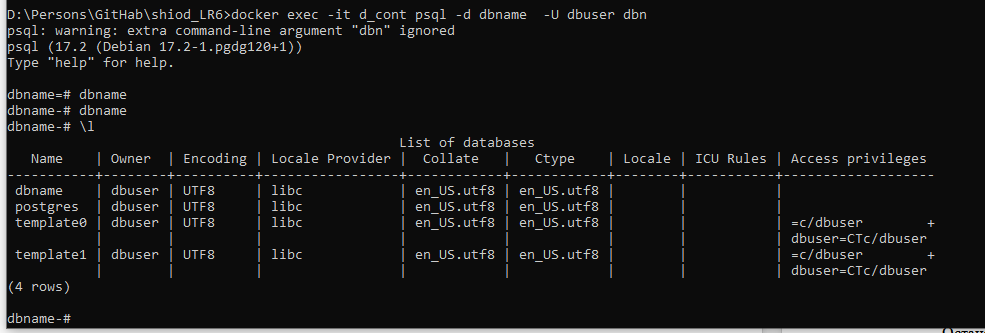 D:\Persons\GitHab\shiod_LR6>docker exec -it d_cont psql -d dbname  -U dbuser dbn
psql: warning: extra command-line argument "dbn" ignored
psql (17.2 (Debian 17.2-1.pgdg120+1))
Type "help" for help.

dbname=# dbname
dbname-# dbname
dbname-# \l
                                                 List of databases
   Name    | Owner  | Encoding | Locale Provider |  Collate   |   Ctype    | Locale | ICU Rules | Access privileges
-----------+--------+----------+-----------------+------------+------------+--------+-----------+-------------------
 dbname    | dbuser | UTF8     | libc            | en_US.utf8 | en_US.utf8 |        |           |
 postgres  | dbuser | UTF8     | libc            | en_US.utf8 | en_US.utf8 |        |           |
 template0 | dbuser | UTF8     | libc            | en_US.utf8 | en_US.utf8 |        |           | =c/dbuser        +
           |        |          |                 |            |            |        |           | dbuser=CTc/dbuser
 template1 | dbuser | UTF8     | libc            | en_US.utf8 | en_US.utf8 |        |           | =c/dbuser        +
           |        |          |                 |            |            |        |           | dbuser=CTc/dbuser
(4 rows)

dbname-#